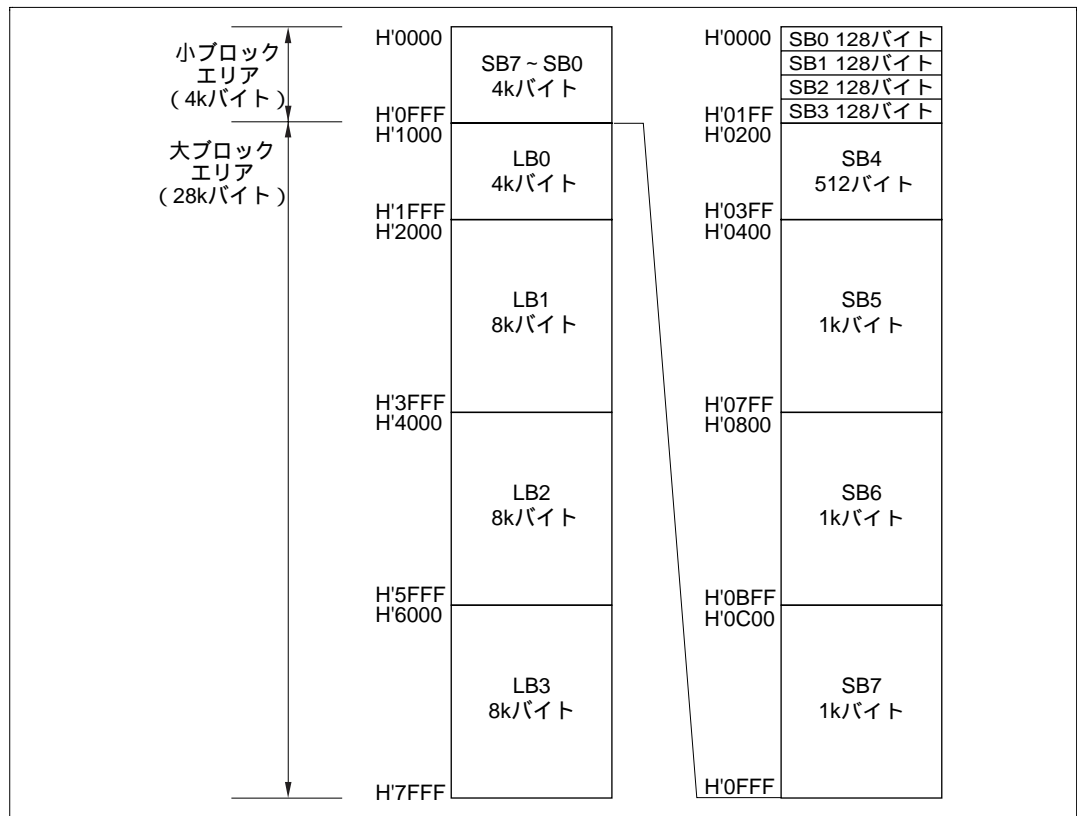 小ブロック
エリア
(4kバイト)
大ブロック
エリア
(28kバイト)
H'0000
SB7~SB0
4kバイト
H'0FFF
H'1000
LB0
4kバイト
H'1FFF
H'2000
LB1
8kバイト
H'3FFF
H'4000
LB2
8kバイト
H'5FFF
H'6000
LB3
8kバイト
H'7FFF
H'0000
SB0 128バイト
SB1 128バイト
SB2 128バイト
SB3 128バイト
H'01FF
H'0200
SB4
512バイト
H'03FF
H'0400
SB5
1kバイト
H'07FF
H'0800
SB6
1kバイト
H'0BFF
H'0C00
SB7
1kバイト
H'0FFF